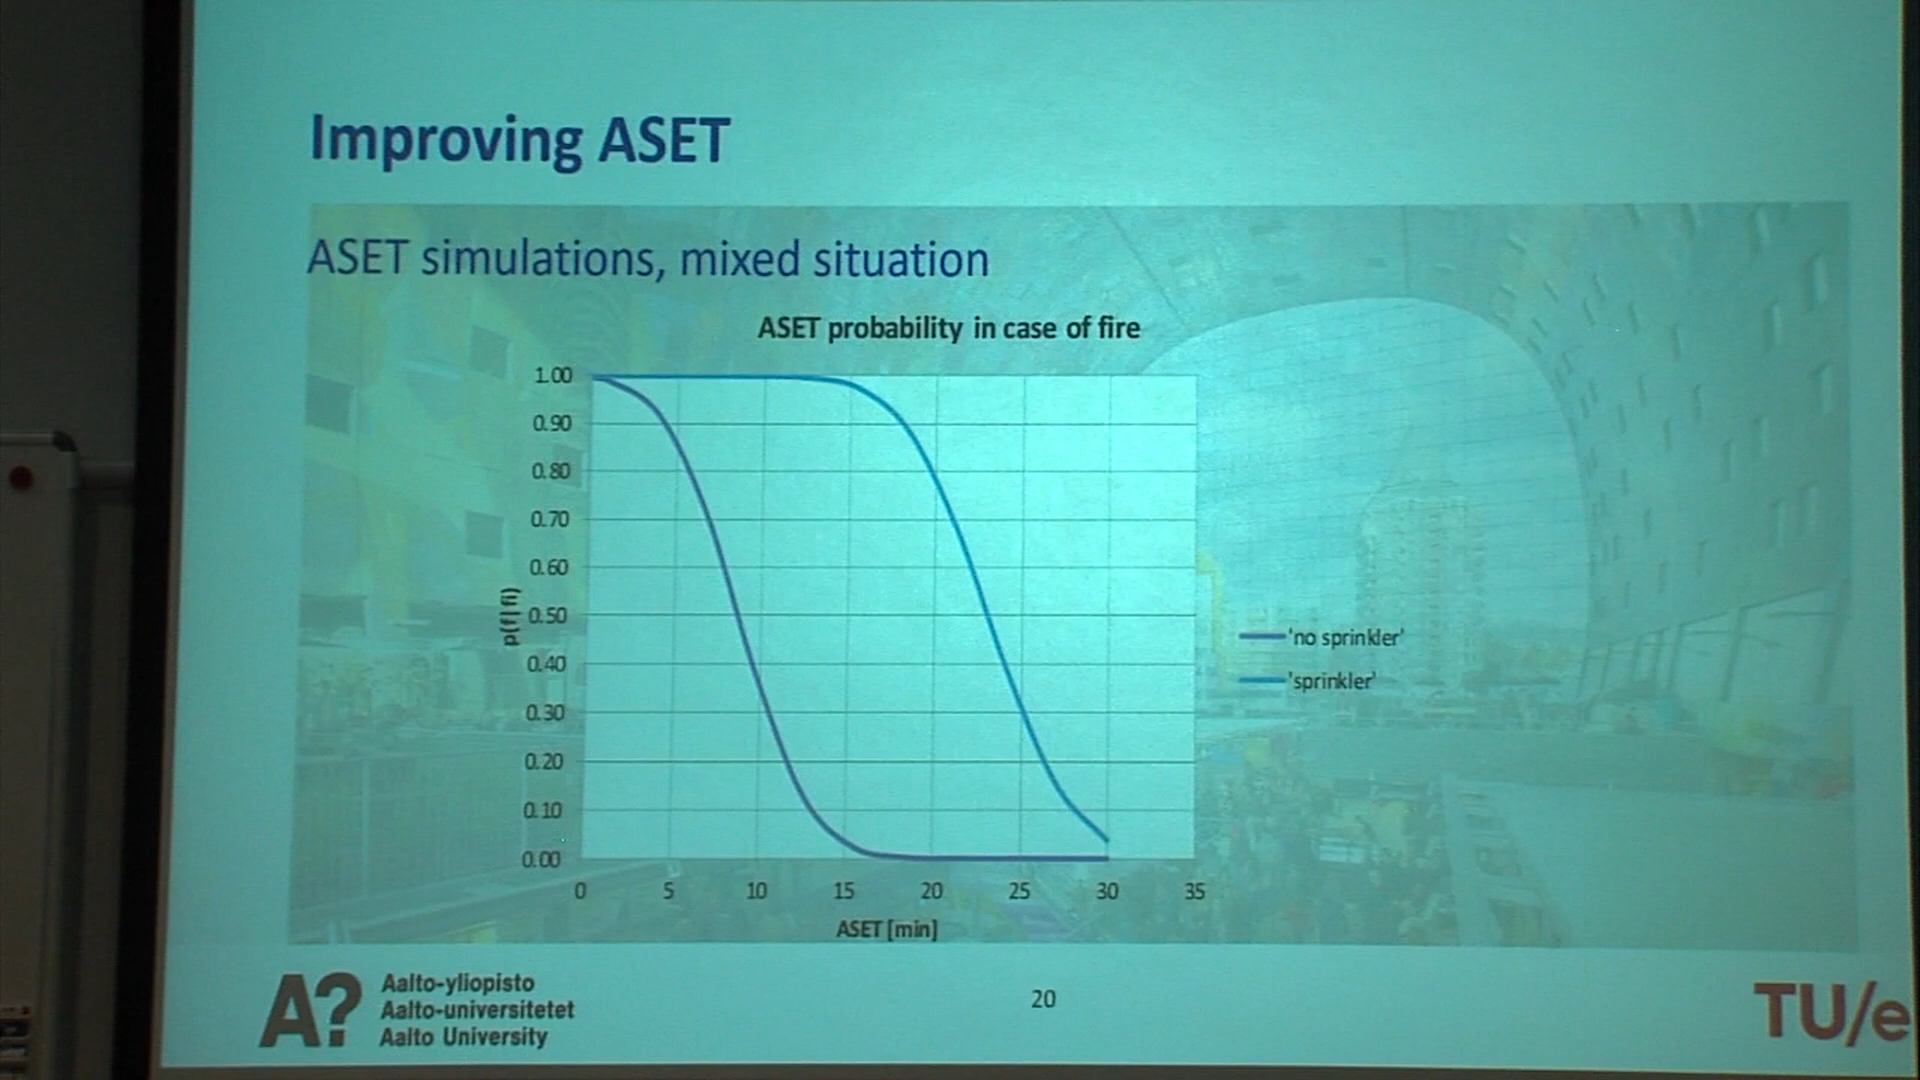 Improving ASET
ASET simulations, mixed situation
ASET probability in case of fire
1.00
0.90
0.80
0.70
0.60
0.50
0.40
0.30
0.20
0.10
0.00
p(f|fi)
0 5 10 15 20 25 30 35
ASET [min]
'no sprinkler'
'sprinkler'
A?
Aalto-yliopisto
Aalto-universitetet
Aalto University
20
TU/e